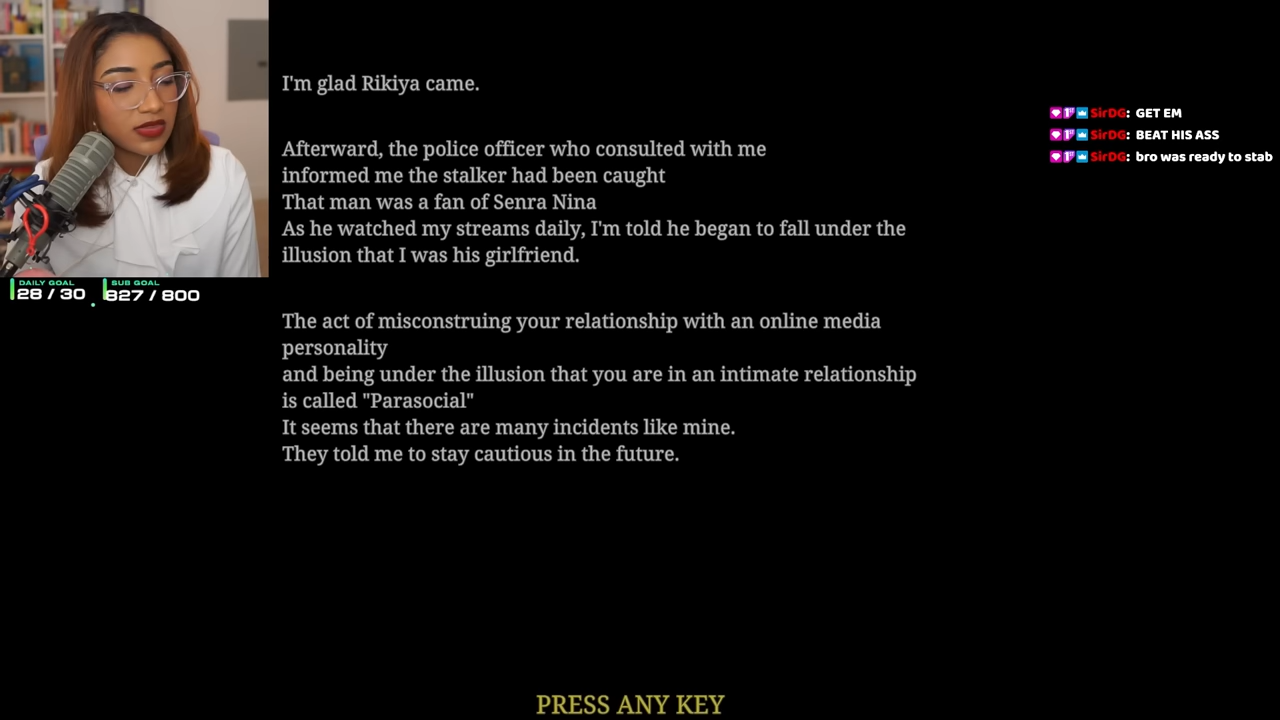 I'm glad Rikiya came.
Afterward, the police officer who consulted with me
informed me the stalker had been caught
That man was a fan of Senra Nina
As he watched my streams daily, I'm told he began to fall under the
illusion that I was his girlfriend.
The act of misconstruing your relationship with an online media
personality
and being under the illusion that you are in an intimate relationship
is called "Parasocial"
It seems that there are many incidents like mine.
They told me to stay cautious in the future.
PRESS ANY KEY
DAILY GOAL
28 / 30
SUB GOAL
827 / 800
SirDG: GET EM
SirDG: BEAT HIS ASS
SirDG: bro was ready to stab